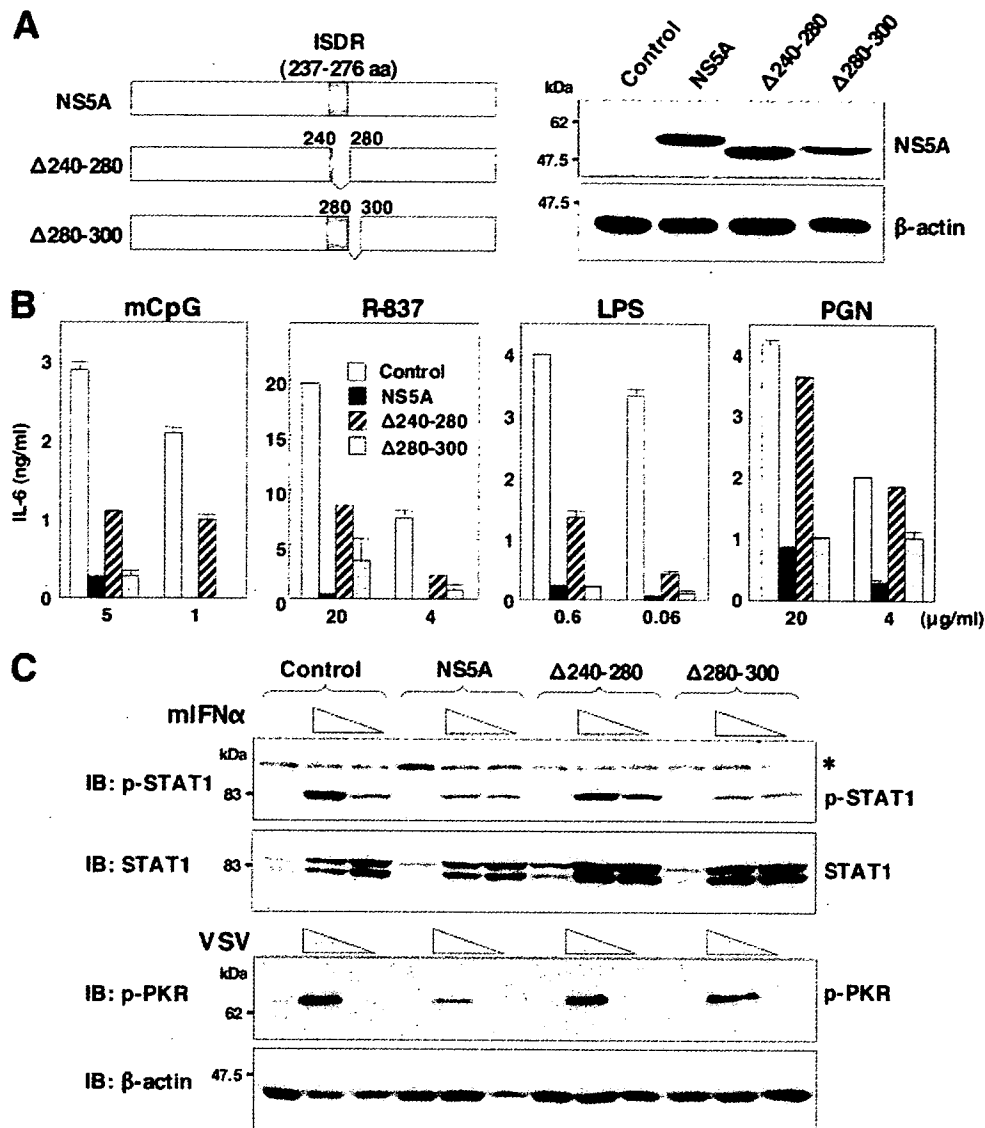 A
ISDR
(237-276 aa)
NS5A
240 280
Δ240-280
280 300
Δ280-300
Control
NS5A
Δ240-280
Δ280-300
kDa
62
47.5
NS5A
47.5
β-actin
B
mCpG
R-837
LPS
PGN
IL-6 (ng/ml)
3
2
1
0
5
1
20
15
10
5
0
20
4
Control
NS5A
Δ240-280
Δ280-300
4
3
2
1
0
0.6
0.06
4
3
2
1
0
20
4
(μg/ml)
C
Control
NS5A
Δ240-280
Δ280-300
mIFNα
kDa
IB: p-STAT1
83
*
p-STAT1
IB: STAT1
83
STAT1
VSV
kDa
IB: p-PKR
62
p-PKR
IB: β-actin
47.5